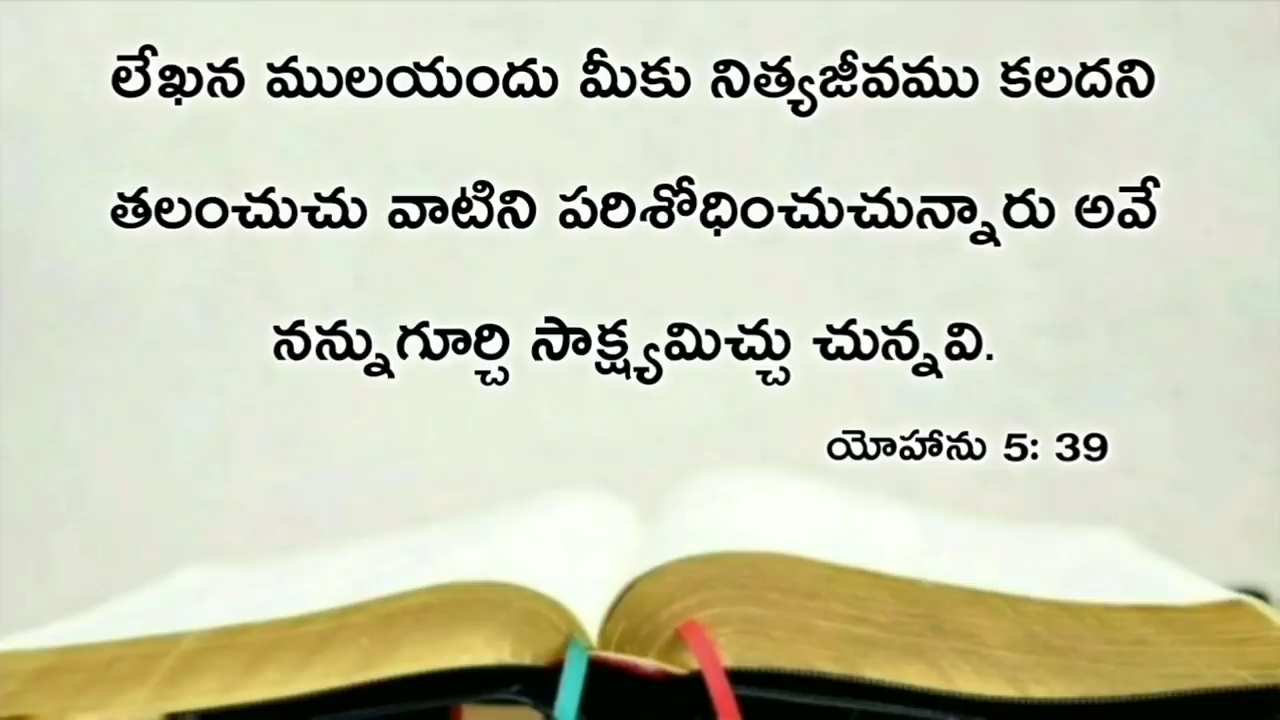 లేఖన ములయందు మీకు నిత్యజీవము కలదని
తలంచుచు వాటిని పరిశోధించుచున్నారు అవే
నన్నుగూర్చి సాక్ష్యమిచ్చు చున్నవి.
యోహాను 5: 39